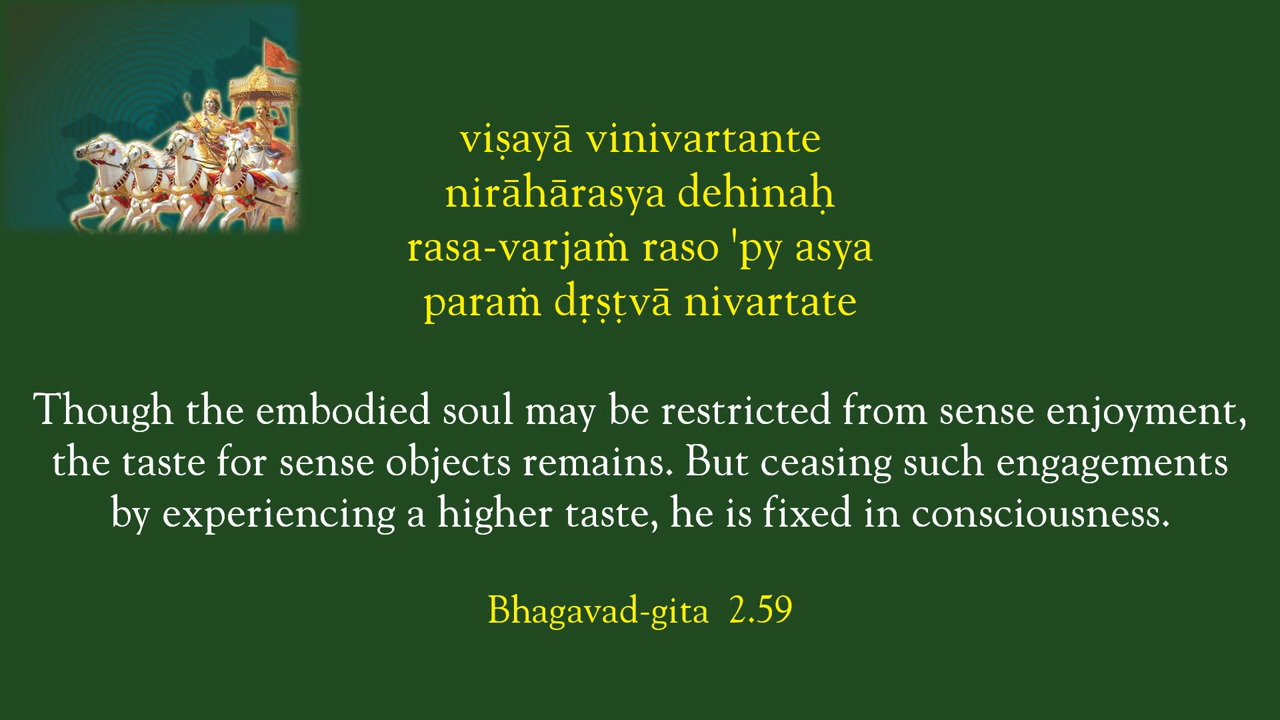 viṣayā vinivartante
nirāhārasya dehinaḥ
rasa-varjaṁ raso 'py asya
paraṁ dṛṣṭvā nivartate
Though the embodied soul may be restricted from sense enjoyment,
the taste for sense objects remains. But ceasing such engagements
by experiencing a higher taste, he is fixed in consciousness.
Bhagavad-gita 2.59